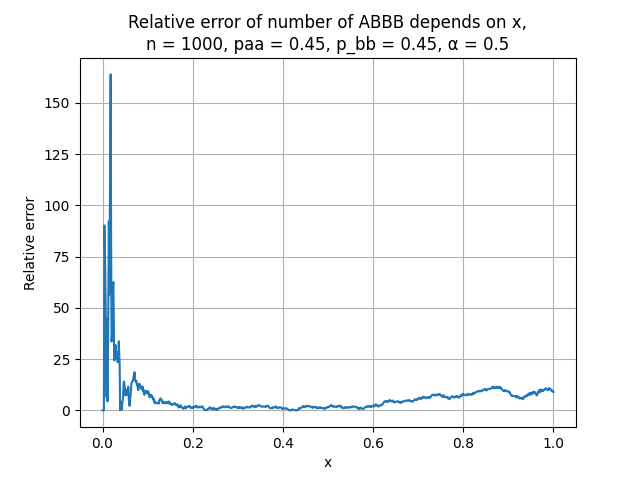 Relative error of number of ABBB depends on x,
n = 1000, paa = 0.45, p_bb = 0.45, α = 0.5
Relative error
150
125
100
75
50
25
0
0.0 0.2 0.4 0.6 0.8 1.0
x